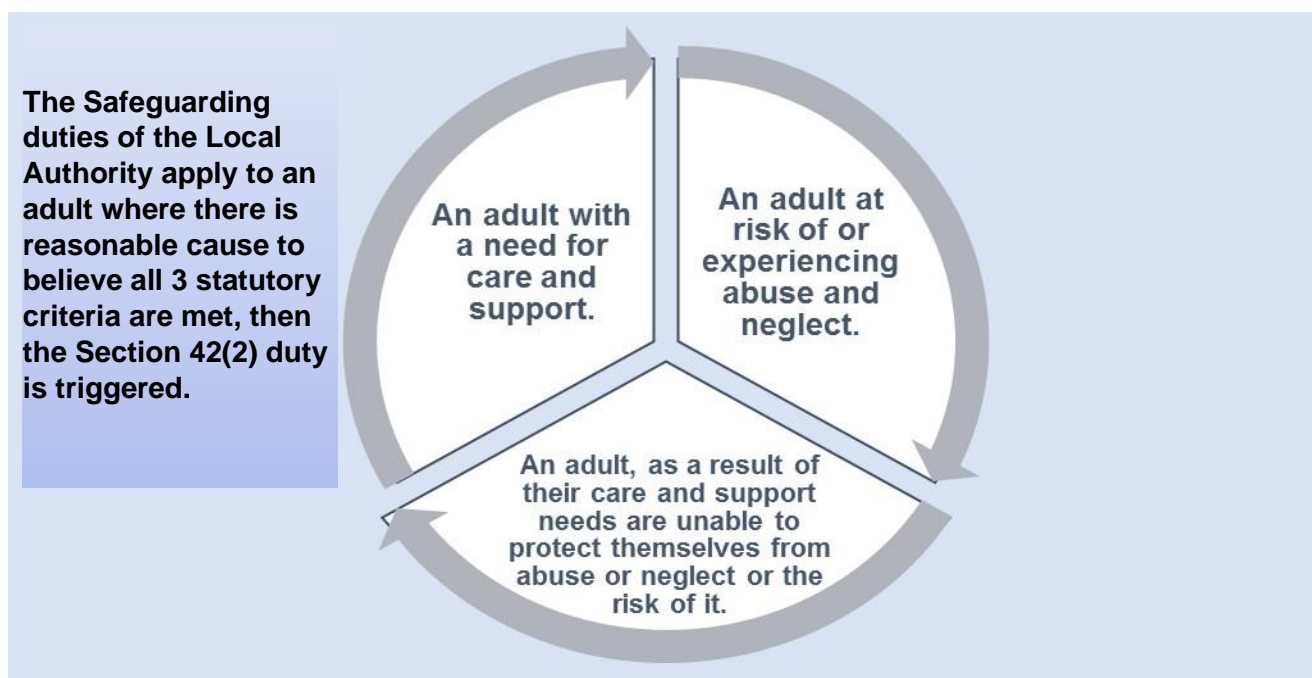 The Safeguarding
duties of the Local
Authority apply to an
adult where there is
reasonable cause to
believe all 3 statutory
criteria are met, then
the Section 42(2) duty
is triggered.
An adult with
a need for
care and
support.
An adult at
risk of or
experiencing
abuse and
neglect.
An adult, as a result of
their care and support
needs are unable to
protect themselves from
abuse or neglect or the
risk of it.